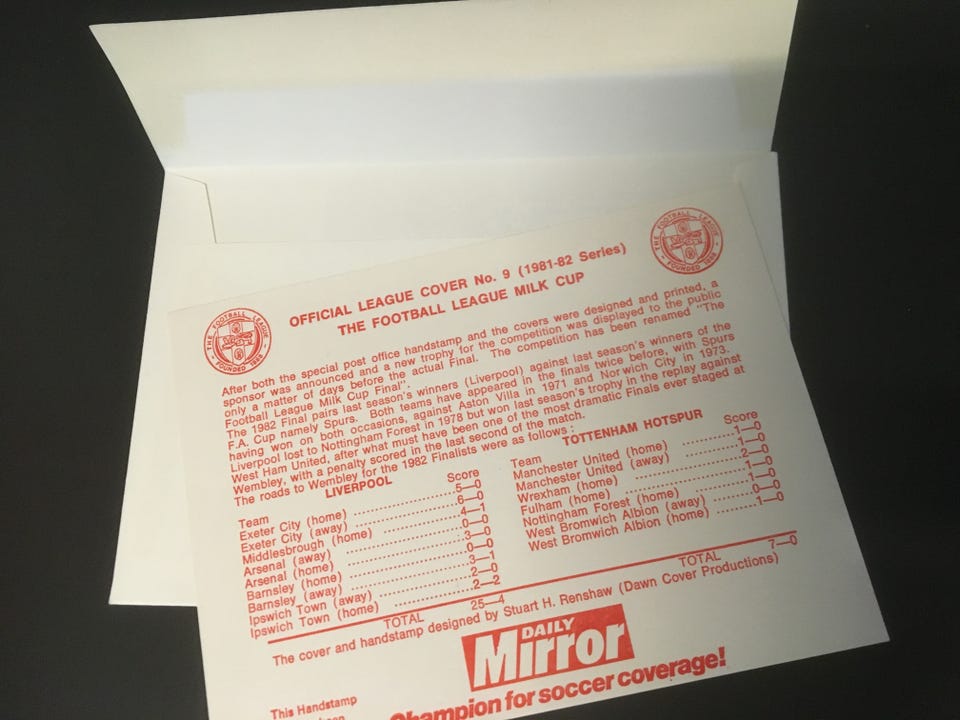 THE FOOTBALL LEAGUE
FOUNDED 1888
OFFICIAL LEAGUE COVER No. 9 (1981-82 Series)
THE FOOTBALL LEAGUE MILK CUP
THE FOOTBALL LEAGUE
FOUNDED 1888
After both the special post office handstamp and the covers were designed and printed, a
sponsor was announced and a new trophy for the competition was displayed to the public
only a matter of days before the actual Final. The competition has been renamed "The
Football League Milk Cup Final".
The 1982 Final pairs last season's winners (Liverpool) against last season's winners of the
F.A. Cup namely Spurs. Both teams have appeared in the finals twice before, with Spurs
having won on both occasions, against Aston Villa in 1971 and Norwich City in 1973.
Liverpool lost to Nottingham Forest in 1978 but won last season's trophy in the replay against
West Ham United, after what must have been one of the most dramatic Finals ever staged at
Wembley, with a penalty scored in the last second of the match.
The roads to Wembley for the 1982 Finalists were as follows :
LIVERPOOL
Team Score
Exeter City (home) 5—0
Exeter City (away) 6—0
Middlesbrough (home) 4—1
Arsenal (away) 0—0
Arsenal (home) 3—0
Barnsley (home) 0—0
Barnsley (away) 3—1
Ipswich Town (away) 2—0
Ipswich Town (home) 2—2
TOTAL 25—4
TOTTENHAM HOTSPUR
Team Score
Manchester United (home) 1—0
Manchester United (away) 1—0
Wrexham (home) 2—0
Fulham (home) 1—0
Nottingham Forest (home) 1—0
West Bromwich Albion (away) 0—0
West Bromwich Albion (home) 1—0
TOTAL 7—0
The cover and handstamp designed by Stuart H. Renshaw (Dawn Cover Productions)
DAILY
Mirror
Champion for soccer coverage!
This Handstamp